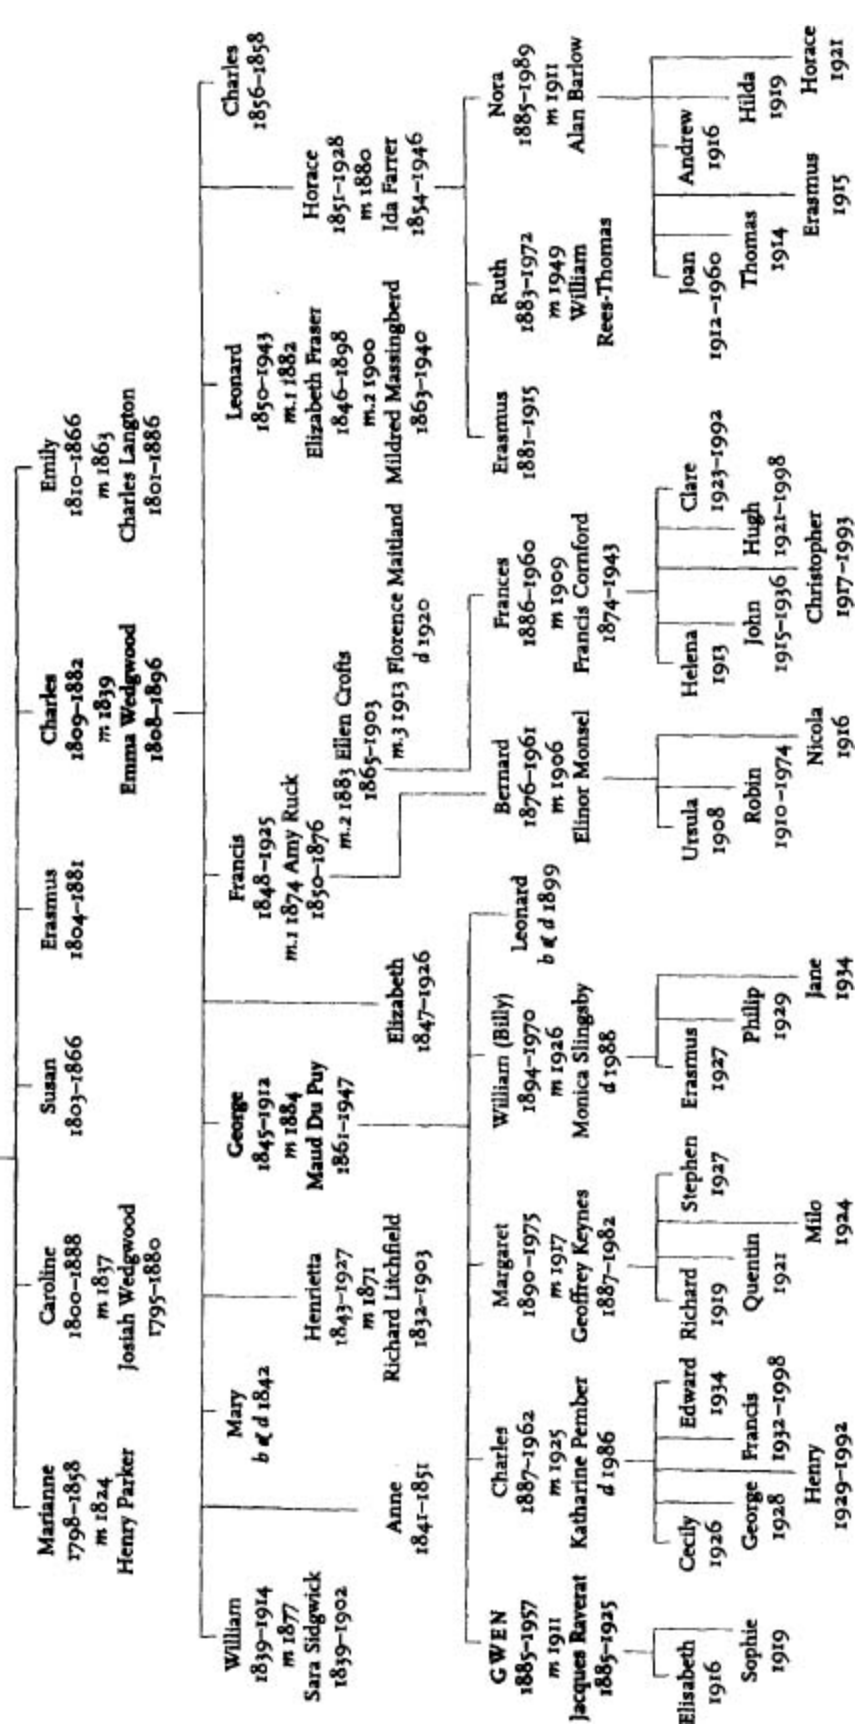 Marianne
1798–1858
m 1824
Henry Parker
Caroline
1800–1888
m 1837
Josiah Wedgwood
1795–1880
Susan
1803–1866
Erasmus
1804–1881
Charles
1809–1882
m 1839
Emma Wedgwood
1808–1896
Emily
1810–1866
m 1863
Charles Langton
1801–1886
William
1839–1914
m 1877
Sara Sidgwick
1839–1902
Anne
1841–1851
Mary
b & d 1842
Henrietta
1843–1927
m 1871
Richard Litchfield
1832–1903
George
1845–1912
m 1884
Maud Du Puy
1861–1947
Elizabeth
1847–1926
Francis
1848–1925
m.1 1874 Amy Ruck
1850–1876
m.2 1883 Ellen Crofts
1865–1903
m.3 1913 Florence Maitland
d 1920
Leonard
1850–1943
m.1 1882
Elizabeth Fraser
1846–1898
m.2 1900
Mildred Massingberd
1863–1940
Horace
1851–1928
m 1880
Ida Farrer
1854–1946
Charles
1856–1858
GWEN
1885–1957
m 1911
Jacques Raverat
1885–1925
Charles
1887–1962
m 1925
Katharine Pember
d 1986
Margaret
1890–1975
m 1917
Geoffrey Keynes
1887–1982
William (Billy)
1894–1970
m 1926
Monica Slingsby
d 1988
Leonard
b & d 1899
Bernard
1876–1961
m 1906
Elinor Monsel
Frances
1886–1960
m 1909
Francis Cornford
1874–1943
Erasmus
1881–1915
Ruth
1883–1972
m 1949
William
Rees-Thomas
Nora
1885–1989
m 1911
Alan Barlow
Elisabeth
1916
Sophie
1919
Cecily
1926
George
1928
Henry
1929–1992
Francis
1932–1998
Edward
1934
Richard
1919
Quentin
1921
Milo
1924
Stephen
1927
Erasmus
1927
Philip
1929
Jane
1934
Ursula
1908
Robin
1910–1974
Nicola
1916
Helena
1913
John
1915–1936
Christopher
1917–1993
Hugh
1921–1998
Clare
1923–1992
Joan
1912–1960
Thomas
1914
Erasmus
1915
Andrew
1916
Hilda
1919
Horace
1921